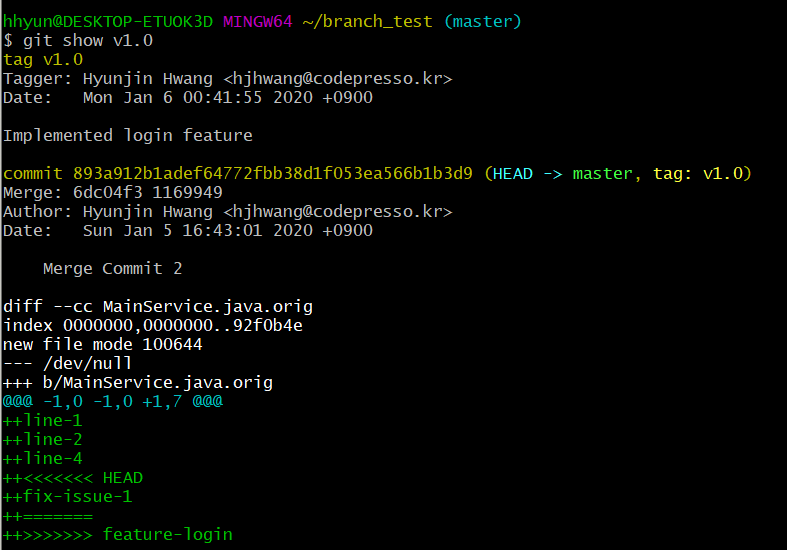 hhyun@DESKTOP-ETUOK3D MINGW64 ~/branch_test (master)
$ git show v1.0
tag v1.0
Tagger: Hyunjin Hwang <hjhwang@codepresso.kr>
Date:   Mon Jan 6 00:41:55 2020 +0900

Implemented login feature

commit 893a912b1adef64772fbb38d1f053ea566b1b3d9 (HEAD -> master, tag: v1.0)
Merge: 6dc04f3 1169949
Author: Hyunjin Hwang <hjhwang@codepresso.kr>
Date:   Sun Jan 5 16:43:01 2020 +0900

    Merge Commit 2

diff --cc MainService.java.orig
index 0000000,0000000..92f0b4e
new file mode 100644
--- /dev/null
+++ b/MainService.java.orig
@@@ -1,0 -1,0 +1,7 @@@
++line-1
++line-2
++line-4
++<<<<<<< HEAD
++fix-issue-1
++=======
++>>>>>>> feature-login